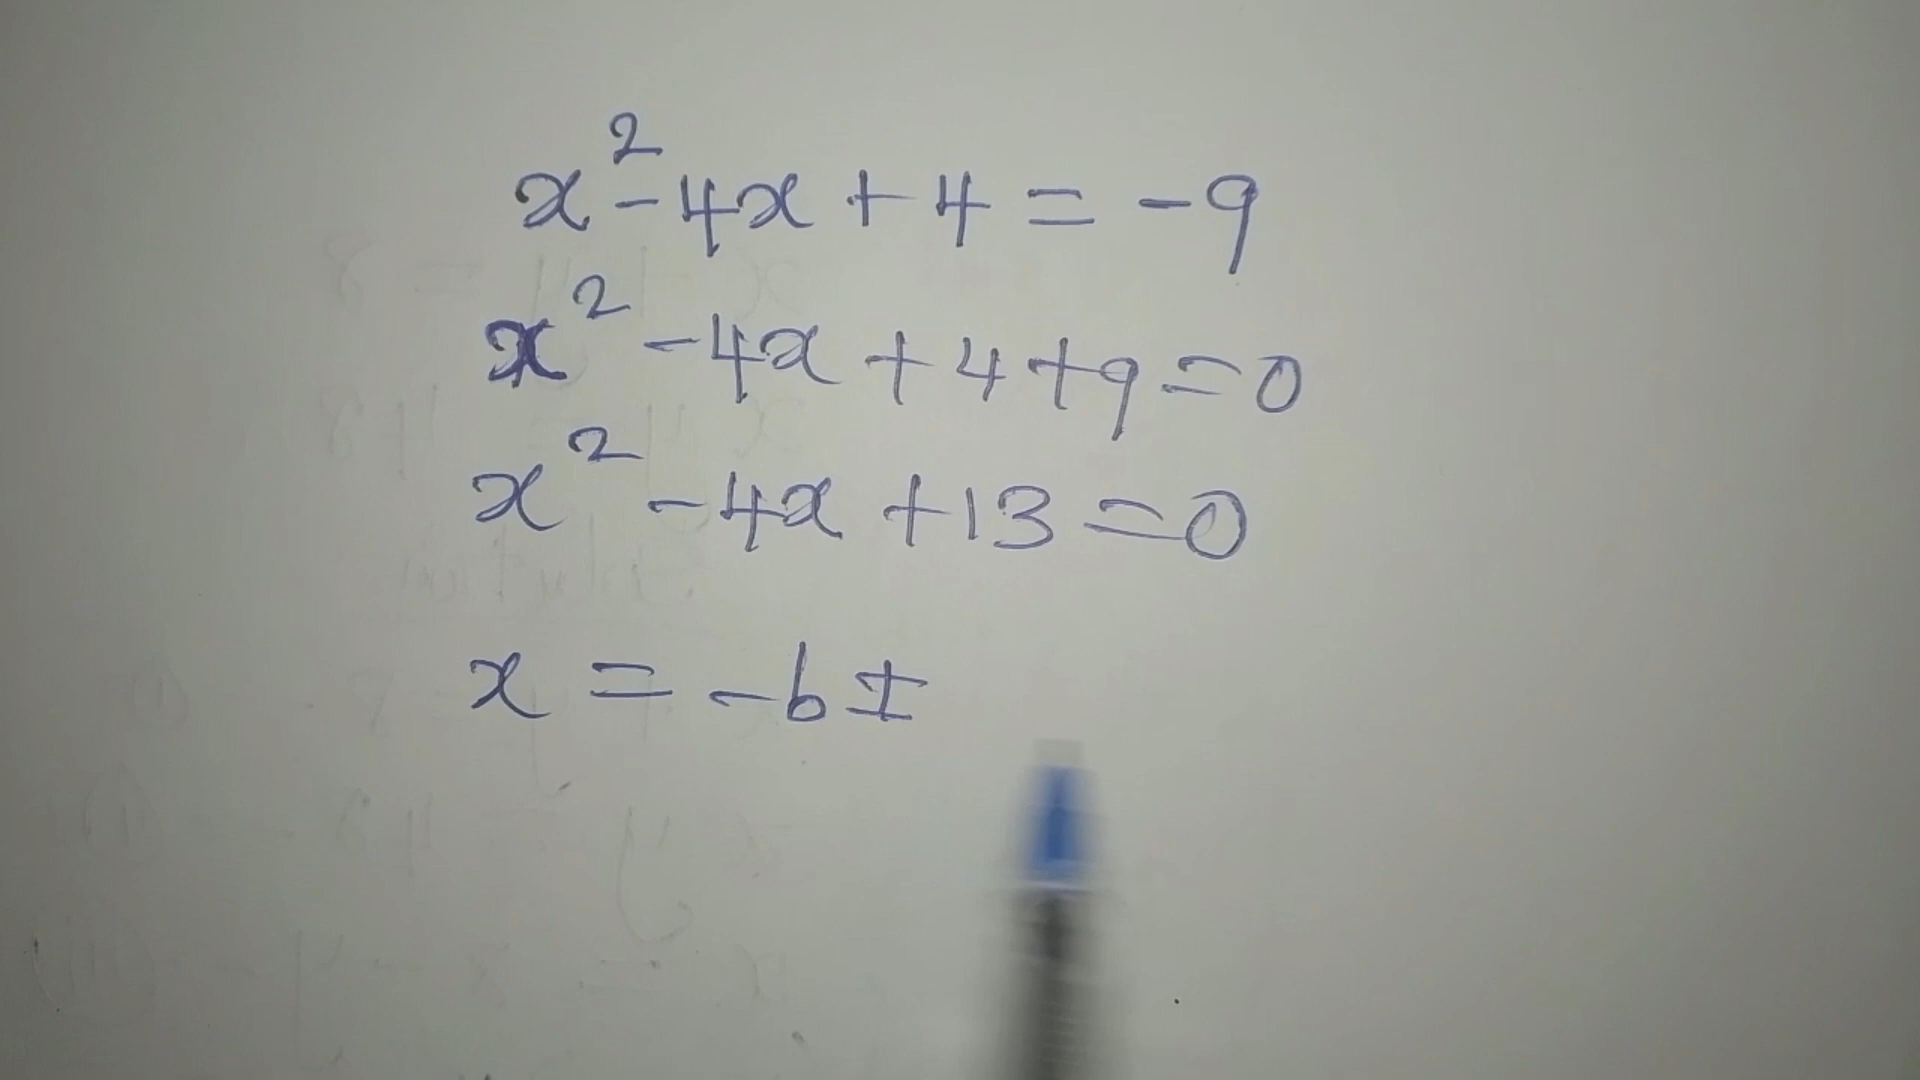 x² - 4x + 4 = -9
x² - 4x + 4 + 9 = 0
x² - 4x + 13 = 0
x = -b ±